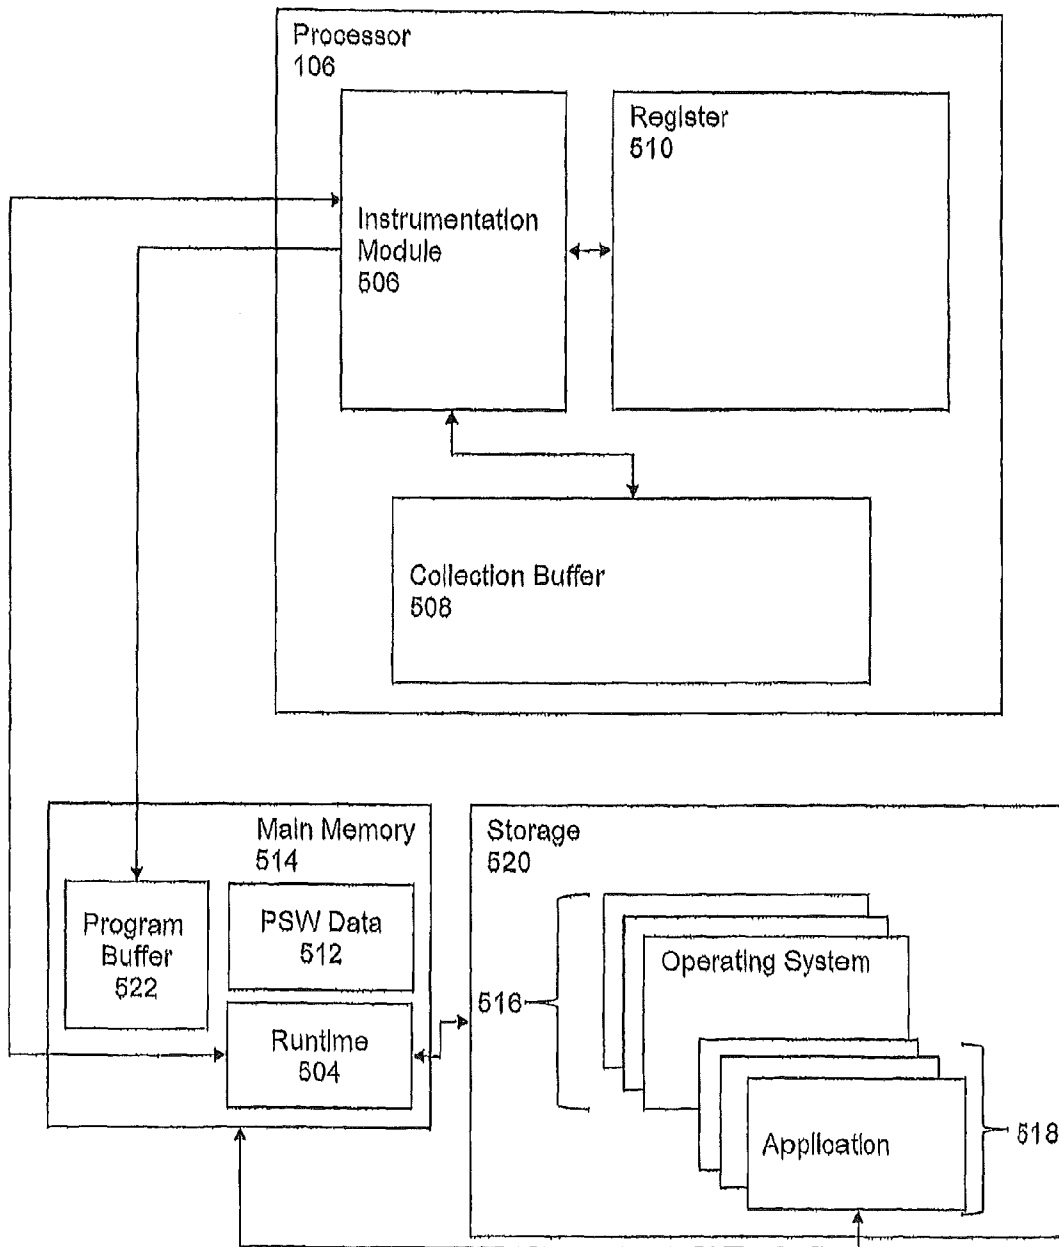 Processor
106
Register
510
Instrumentation
Module
506
Collection Buffer
508
Main Memory
514
Program
Buffer
522
PSW Data
512
Runtime
504
Storage
520
Operating System
516
Application
518